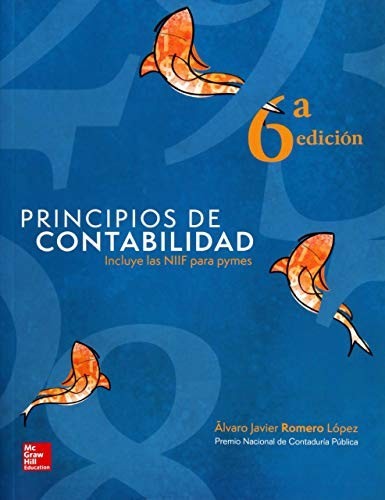 6a
edición
PRINCIPIOS DE
CONTABILIDAD
Incluye las NIIF para pymes
Álvaro Javier Romero López
Premio Nacional de Contaduría Pública
Mc
Graw
Hill
Education